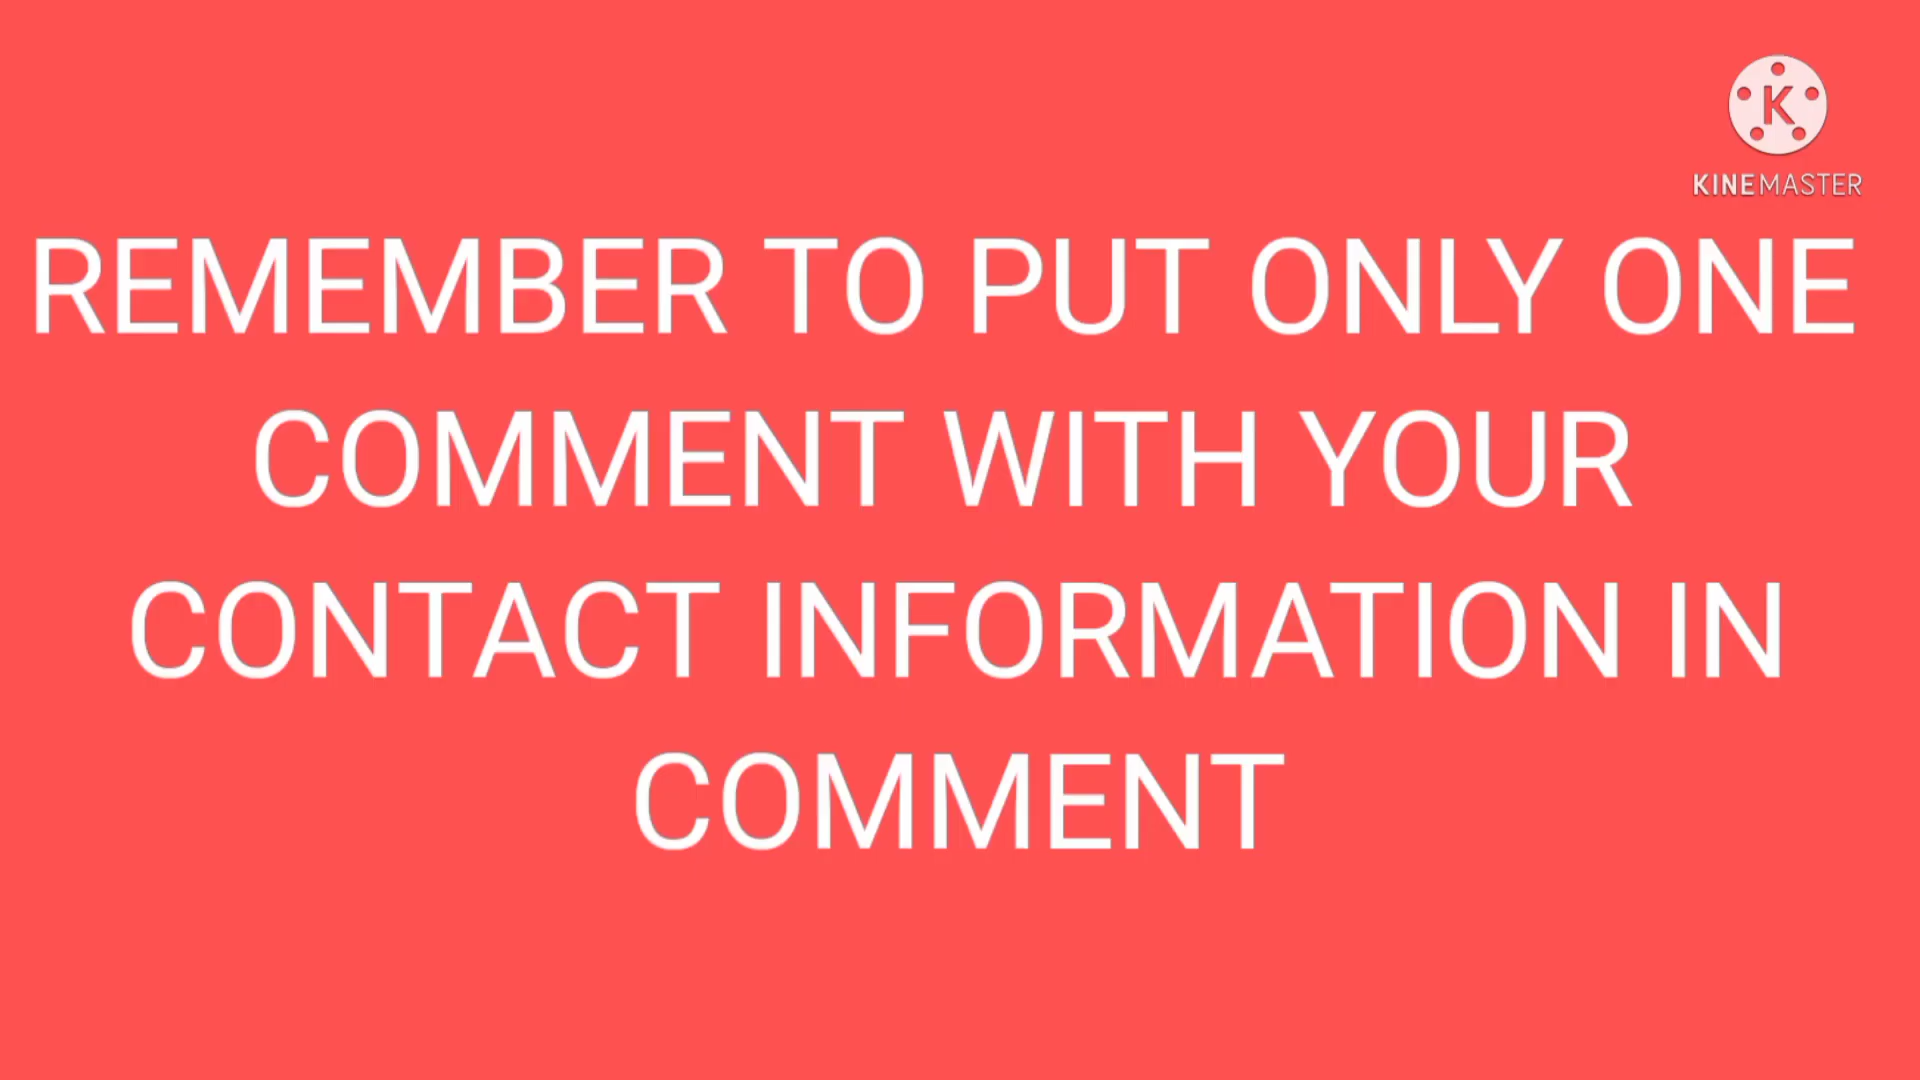 K
KINEMASTER
REMEMBER TO PUT ONLY ONE
COMMENT WITH YOUR
CONTACT INFORMATION IN
COMMENT